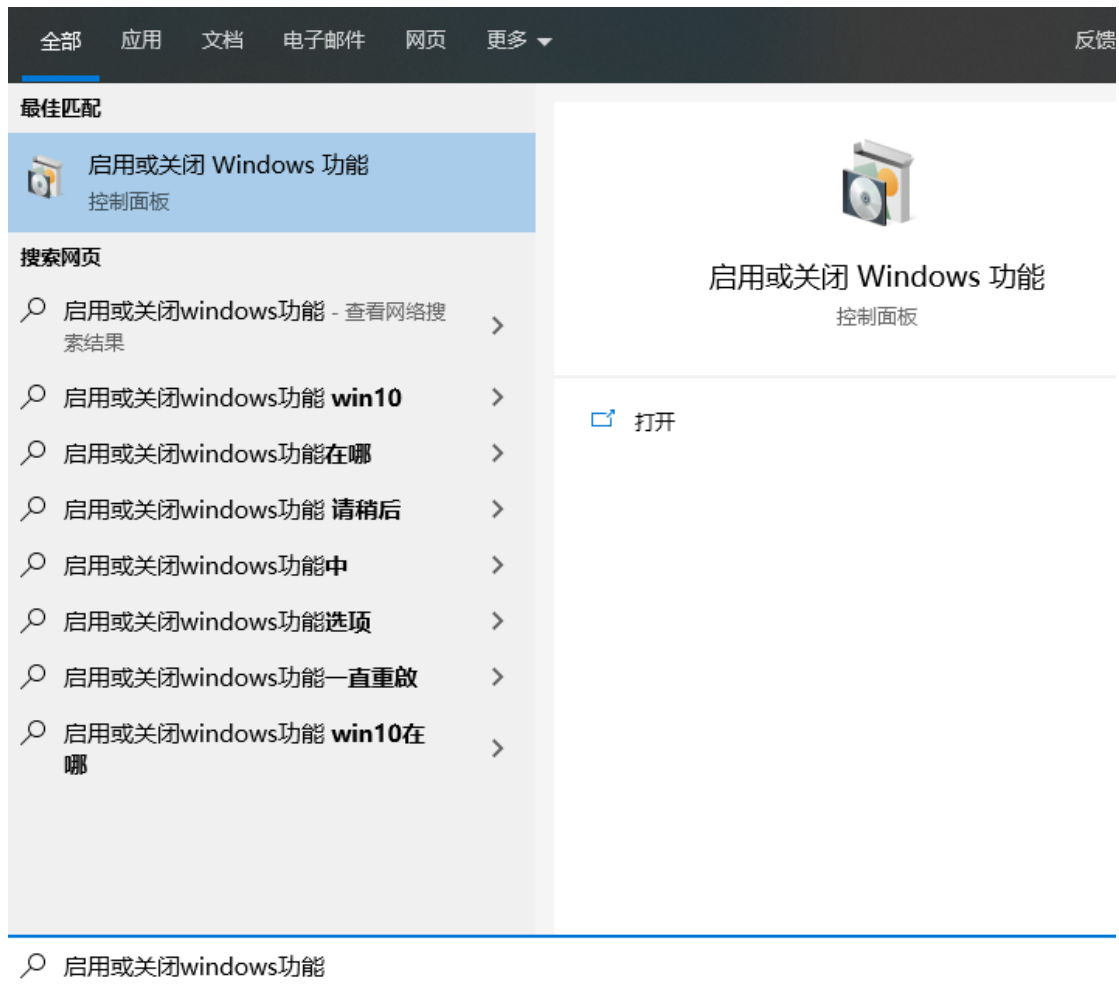 全部 应用 文档 电子邮件 网页 更多 反馈
最佳匹配
启用或关闭 Windows 功能
控制面板
搜索网页
启用或关闭windows功能 - 查看网络搜
索结果
启用或关闭windows功能 win10
启用或关闭windows功能在哪
启用或关闭windows功能 请稍后
启用或关闭windows功能中
启用或关闭windows功能选项
启用或关闭windows功能一直重啟
启用或关闭windows功能 win10在
哪
启用或关闭 Windows 功能
控制面板
打开
启用或关闭windows功能